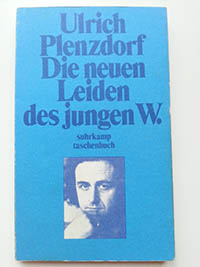 Ulrich
Plenzdorf
Die neuen
Leiden
des jungen W.
suhrkamp
taschenbuch